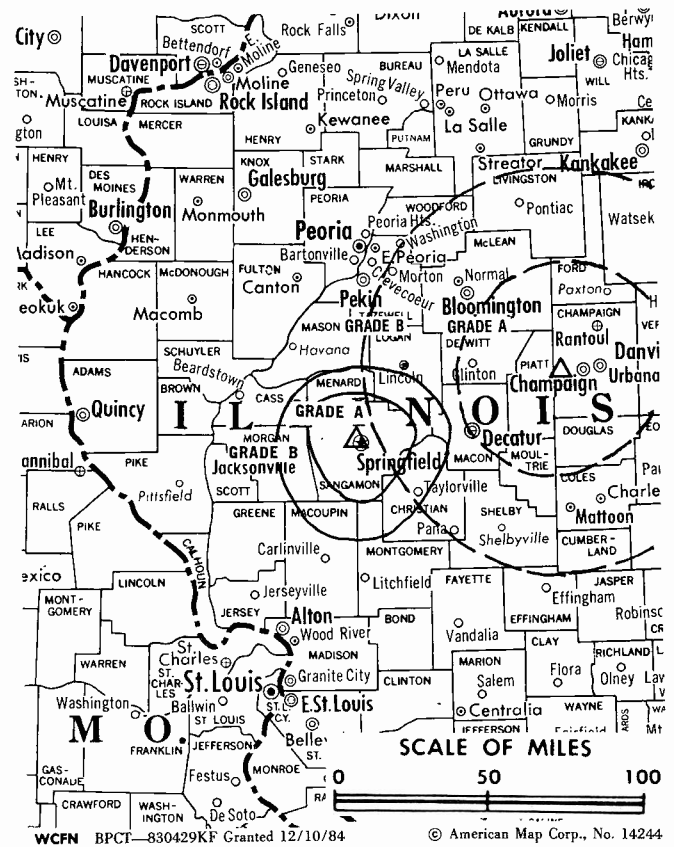 City
SCOTT
Bettendorf
E. Moline
Rock Falls
Dixon
DE KALB
KENDALL
Joliet
WILL
Davenport
Moline
Geneseo
BUREAU
LA SALLE
Mendota
Spring Valley
MUSCATINE
Muscatine
ROCK ISLAND
Rock Island
Princeton
Peru
Ottawa
Morris
LOUISA
MERCER
Kewanee
La Salle
HENRY
PUTNAM
GRUNDY
HENRY
KNOX
STARK
MARSHALL
Streator
Kankakee
DES MOINES
WARREN
Galesburg
LIVINGSTON
Mt. Pleasant
PEORIA
WOODFORD
Pontiac
Watsek
Burlington
Monmouth
Peoria Hts.
Washington
LEE
HEN-
DERSON
Peoria
E. Peoria
McLEAN
Bartonville
Creve Coeur
Morton
Normal
FORD
Paxton
HANCOCK
McDONOUGH
FULTON
Canton
Pekin
Bloomington
TAZEWELL
CHAMPAIGN
Macomb
MASON
GRADE B
GRADE A
Rantoul
LOGAN
DE WITT
Havana
PIATT
Danvi
SCHUYLER
Beardstown
Lincoln
Clinton
Champaign
Urbana
ADAMS
BROWN
CASS
MENARD
Quincy
I L N O I S
GRADE A
MORGAN
Decatur
DOUGLAS
GRADE B
Jacksonville
Springfield
MACON
MOUL-
TRIE
PIKE
Pittsfield
SCOTT
SANGAMON
Taylorville
COLES
Charle
RALLS
GREENE
MACOUPIN
CHRISTIAN
SHELBY
Mattoon
PIKE
Pana
Shelbyville
CUMBER-
LAND
CALHOUN
Carlinville
MONTGOMERY
LINCOLN
Litchfield
FAYETTE
JASPER
MONT-
GOMERY
Jerseyville
Effingham
JERSEY
Alton
BOND
EFFINGHAM
Wood River
Vandalia
CLAY
WARREN
St. Charles
MADISON
MARION
RICHLAND
ST. CHAR-
LES
St. Louis
Granite City
CLINTON
Salem
Flora
Olney
Washington
Ballwin
ST. LOUIS
ST. L. CY.
E. St. Louis
Centralia
WAYNE
MO.
FRANKLIN
JEFFERSON
JEFFERSON
SCALE OF MILES
GAS-
CONADE
Festus
MONROE
0 50 100
CRAWFORD
WASH-
INGTON
De Soto
WCFN BPCT—830429KF Granted 12/10/84 © American Map Corp., No. 14244